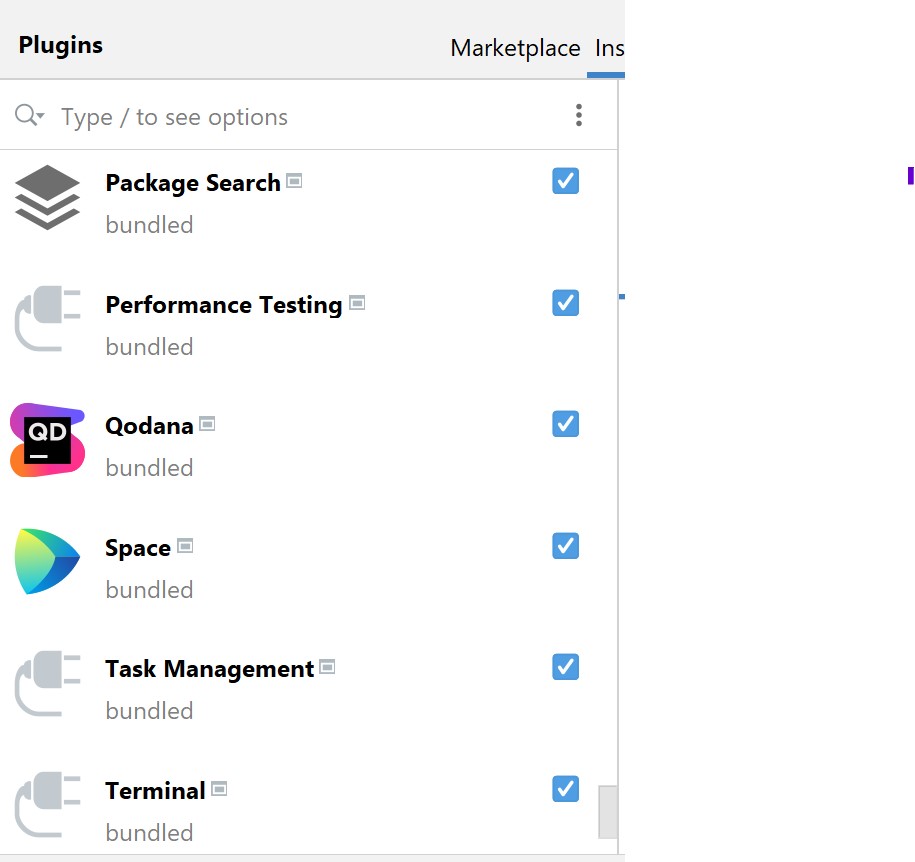 Plugins
Marketplace Ins
Type / to see options
Package Search
bundled
Performance Testing
bundled
QD
Qodana
bundled
Space
bundled
Task Management
bundled
Terminal
bundled